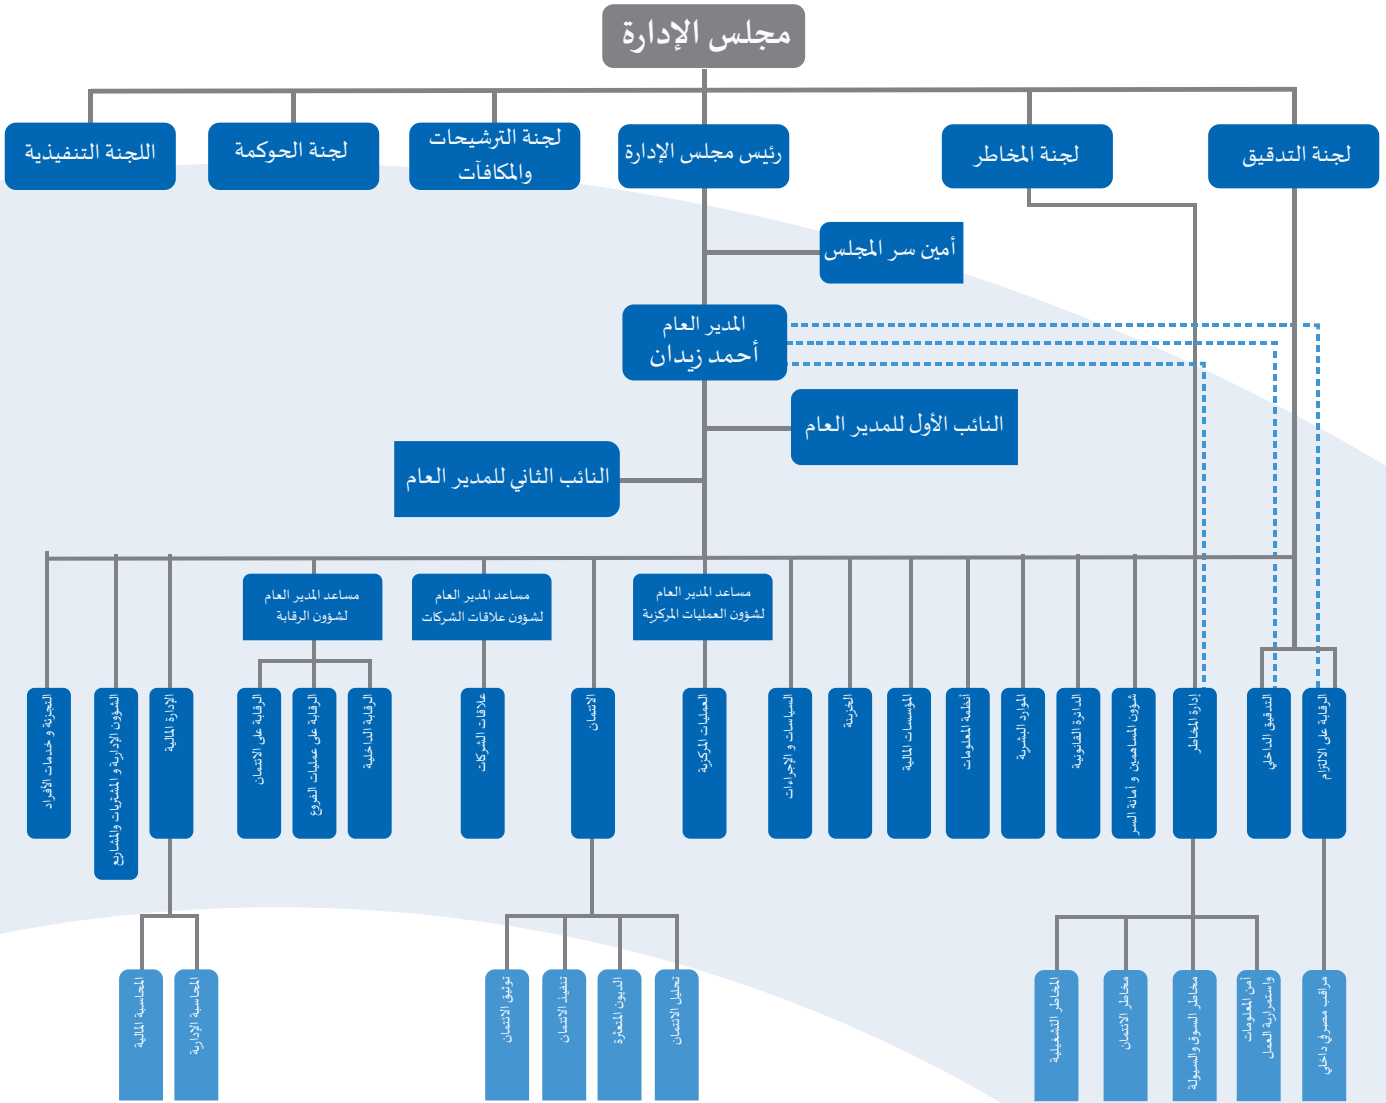 مجلس الإدارة
لجنة التدقيق
لجنة المخاطر
رئيس مجلس الإدارة
لجنة الترشيحات
والمكافآت
لجنة الحوكمة
اللجنة التنفيذية
أمين سر المجلس
المدير العام
أحمد زيدان
النائب الأول للمدير العام
النائب الثاني للمدير العام
مساعد المدير العام
لشؤون العمليات المركزية
مساعد المدير العام
لشؤون علاقات الشركات
مساعد المدير العام
لشؤون الرقابة
الرقابة على الالتزام
التدقيق الداخلي
إدارة المخاطر
شؤون المساهمين و أمانة السر
الدائرة القانونية
الموارد البشرية
أنظمة المعلومات
المؤسسات المالية
الخزينة
السياسات و الإجراءات
العمليات المركزية
الائتمان
علاقات الشركات
الرقابة الداخلية
الرقابة على عمليات الفروع
الرقابة على الائتمان
الإدارة المالية
الشؤون الإدارية و المشتريات والمشاريع
التجزئة و خدمات الأفراد
مراقب مصرفي داخلي
أمن المعلومات
واستمرارية العمل
مخاطر السوق والسيولة
مخاطر الائتمان
المخاطر التشغيلية
تحليل الائتمان
الديون المتعثرة
تنفيذ الائتمان
توثيق الائتمان
المحاسبة الإدارية
المحاسبة المالية